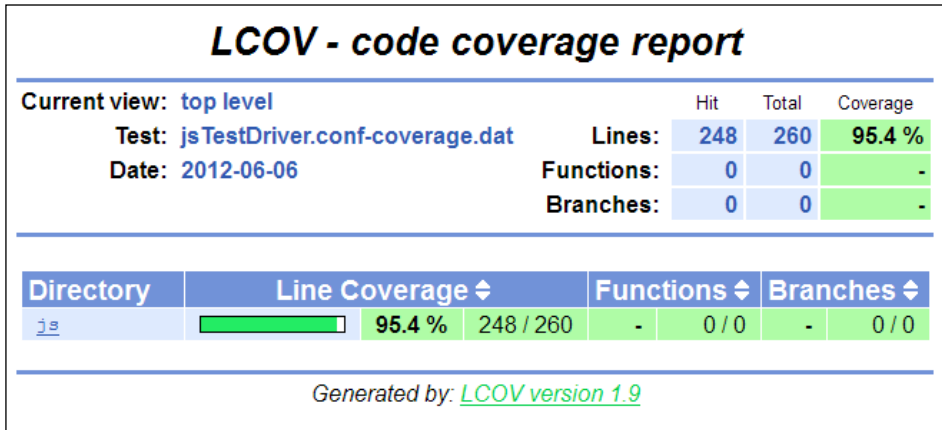 LCOV - code coverage report
Current view: top level Hit Total Coverage
Test: jsTestDriver.conf-coverage.dat Lines: 248 260 95.4 %
Date: 2012-06-06 Functions: 0 0 -
Branches: 0 0 -
Directory Line Coverage Functions Branches
js 95.4 % 248 / 260 - 0 / 0 - 0 / 0
Generated by: LCOV version 1.9